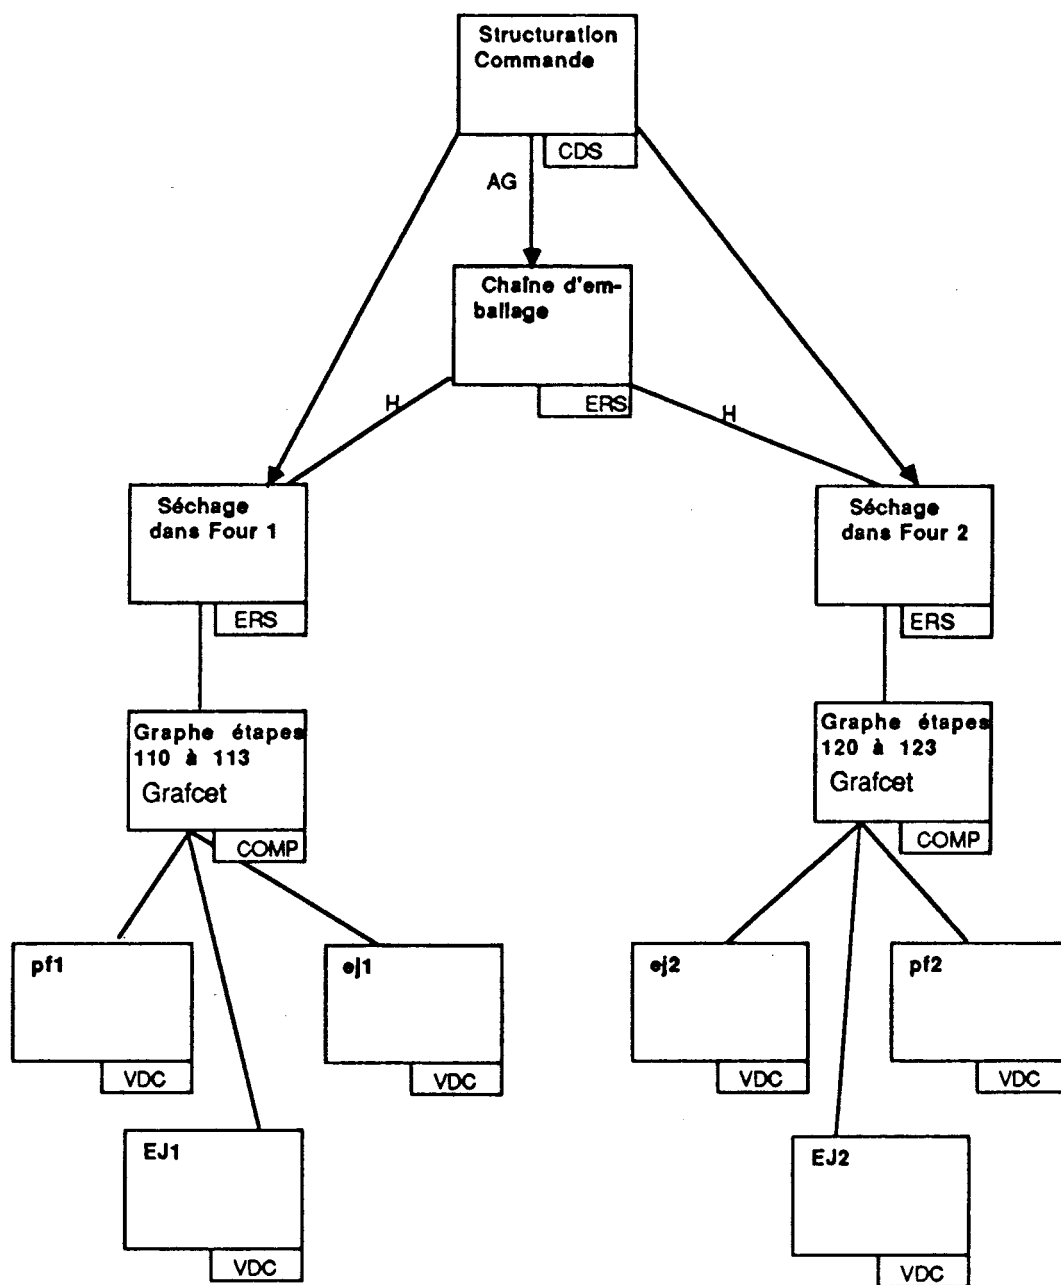 Structuration
Commande
CDS
AG
Chaîne d'em-
ballage
ERS
H
H
Séchage
dans Four 1
ERS
Séchage
dans Four 2
ERS
Graphe étapes
110 à 113
Grafcet
COMP
Graphe étapes
120 à 123
Grafcet
COMP
pf1
VDC
ej1
VDC
ej2
VDC
pf2
VDC
EJ1
VDC
EJ2
VDC